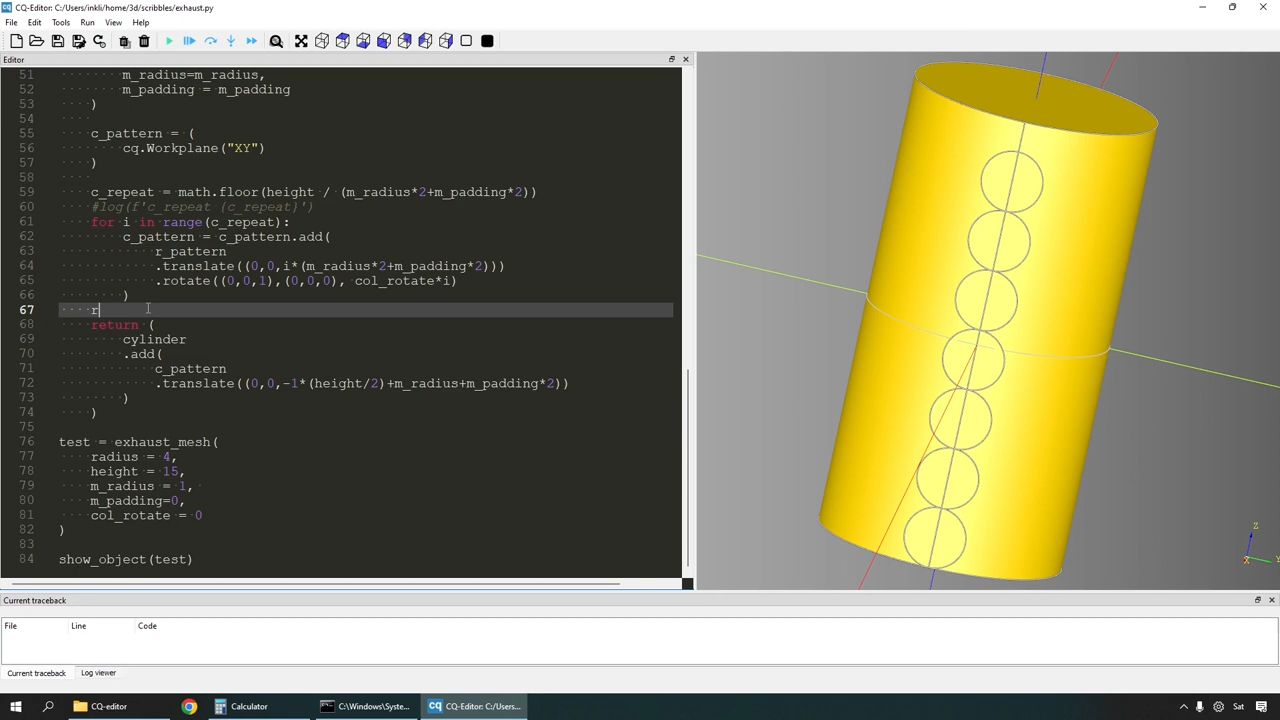 CQ-Editor: C:/Users/inkli/home/3d/scribbles/exhaust.py
File Edit Tools Run View Help
Editor
51 m_radius=m_radius,
52 m_padding = m_padding
53 )
54
55 c_pattern = (
56 cq.Workplane("XY")
57 )
58
59 c_repeat = math.floor(height / (m_radius*2+m_padding*2))
60 #log(f'c_repeat {c_repeat}')
61 for i in range(c_repeat):
62 c_pattern = c_pattern.add(
63 r_pattern
64 .translate((0,0,i*(m_radius*2+m_padding*2)))
65 .rotate((0,0,1),(0,0,0), col_rotate*i)
66 )
67 r
68 return (
69 cylinder
70 .add(
71 c_pattern
72 .translate((0,0,-1*(height/2)+m_radius+m_padding*2))
73 )
74 )
75
76 test = exhaust_mesh(
77 radius = 4,
78 height = 15,
79 m_radius = 1,
80 m_padding=0,
81 col_rotate = 0
82 )
83
84 show_object(test)
Z
X
Y
Current traceback
File Line Code
Current traceback Log viewer
CQ-editor
Calculator
C:\Windows\Syste...
CQ CQ-Editor: C:/Users...
Sat